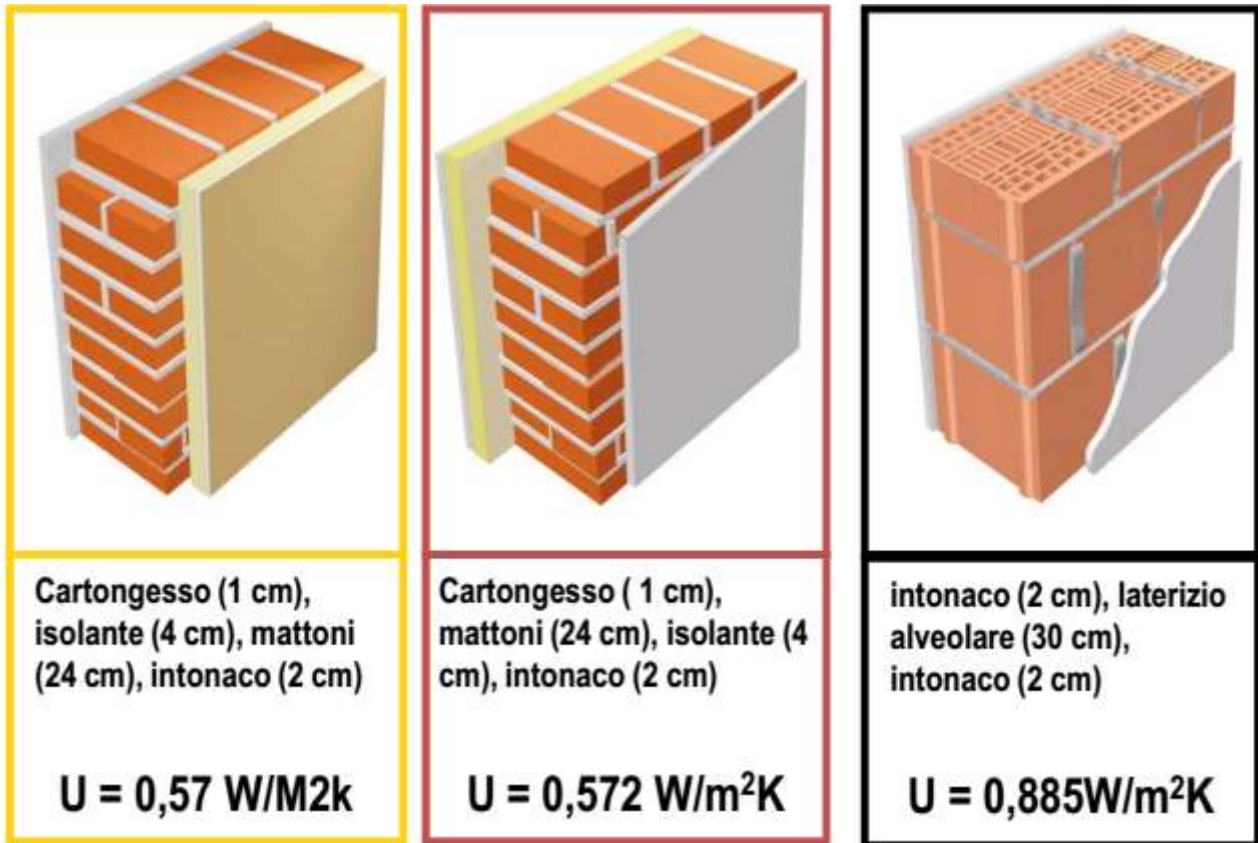 Cartongesso (1 cm),
isolante (4 cm), mattoni
(24 cm), intonaco (2 cm)
U = 0,57 W/M2k
Cartongesso ( 1 cm),
mattoni (24 cm), isolante (4
cm), intonaco (2 cm)
U = 0,572 W/m²K
intonaco (2 cm), laterizio
alveolare (30 cm),
intonaco (2 cm)
U = 0,885W/m²K